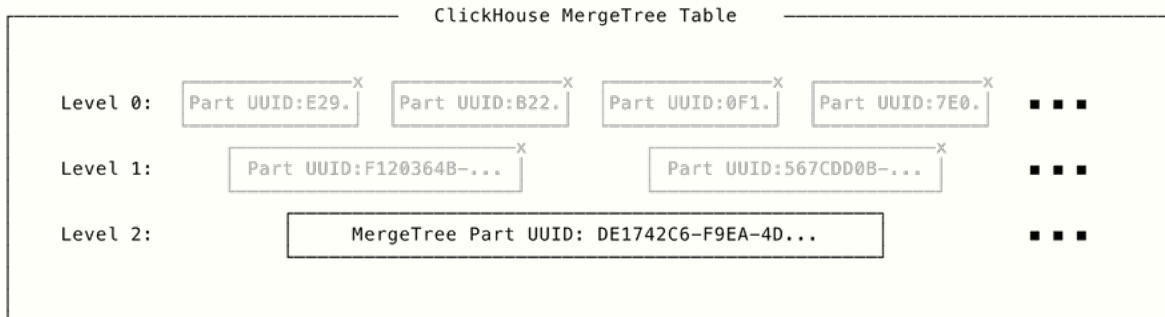 ClickHouse MergeTree Table
x x x x
Level 0: Part UUID:E29. Part UUID:B22. Part UUID:0F1. Part UUID:7E0. ■ ■ ■
x x
Level 1: Part UUID:F120364B-... Part UUID:567CDD0B-... ■ ■ ■
Level 2: MergeTree Part UUID: DE1742C6-F9EA-4D... ■ ■ ■